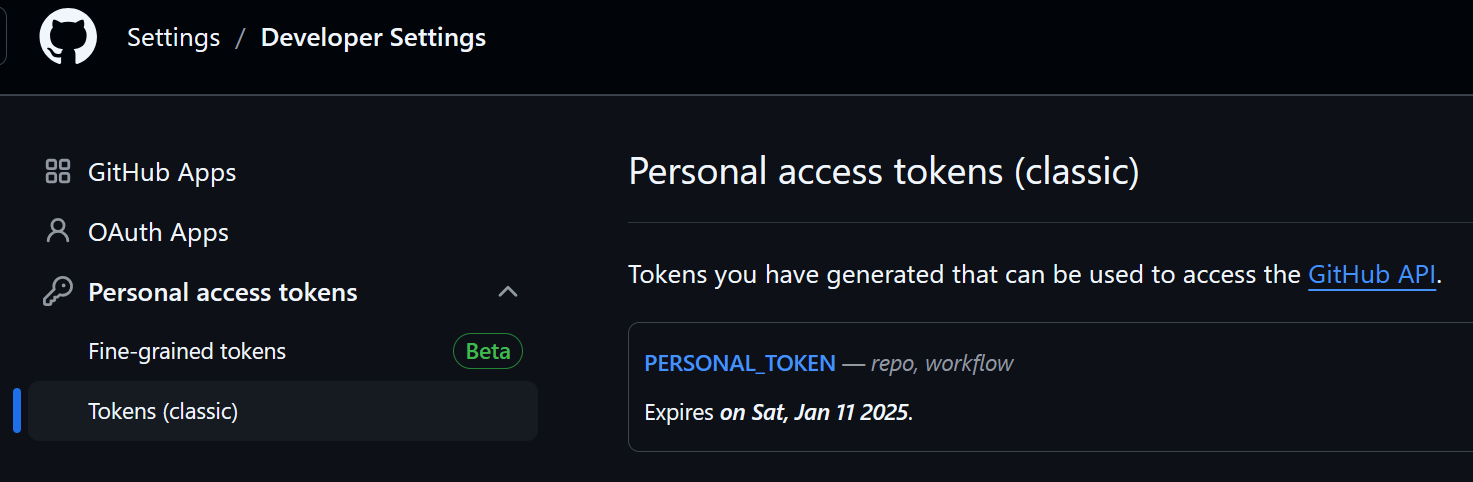 Settings / Developer Settings
GitHub Apps
OAuth Apps
Personal access tokens
Fine-grained tokens Beta
Tokens (classic)
Personal access tokens (classic)
Tokens you have generated that can be used to access the GitHub API.
PERSONAL_TOKEN — repo, workflow
Expires on Sat, Jan 11 2025.